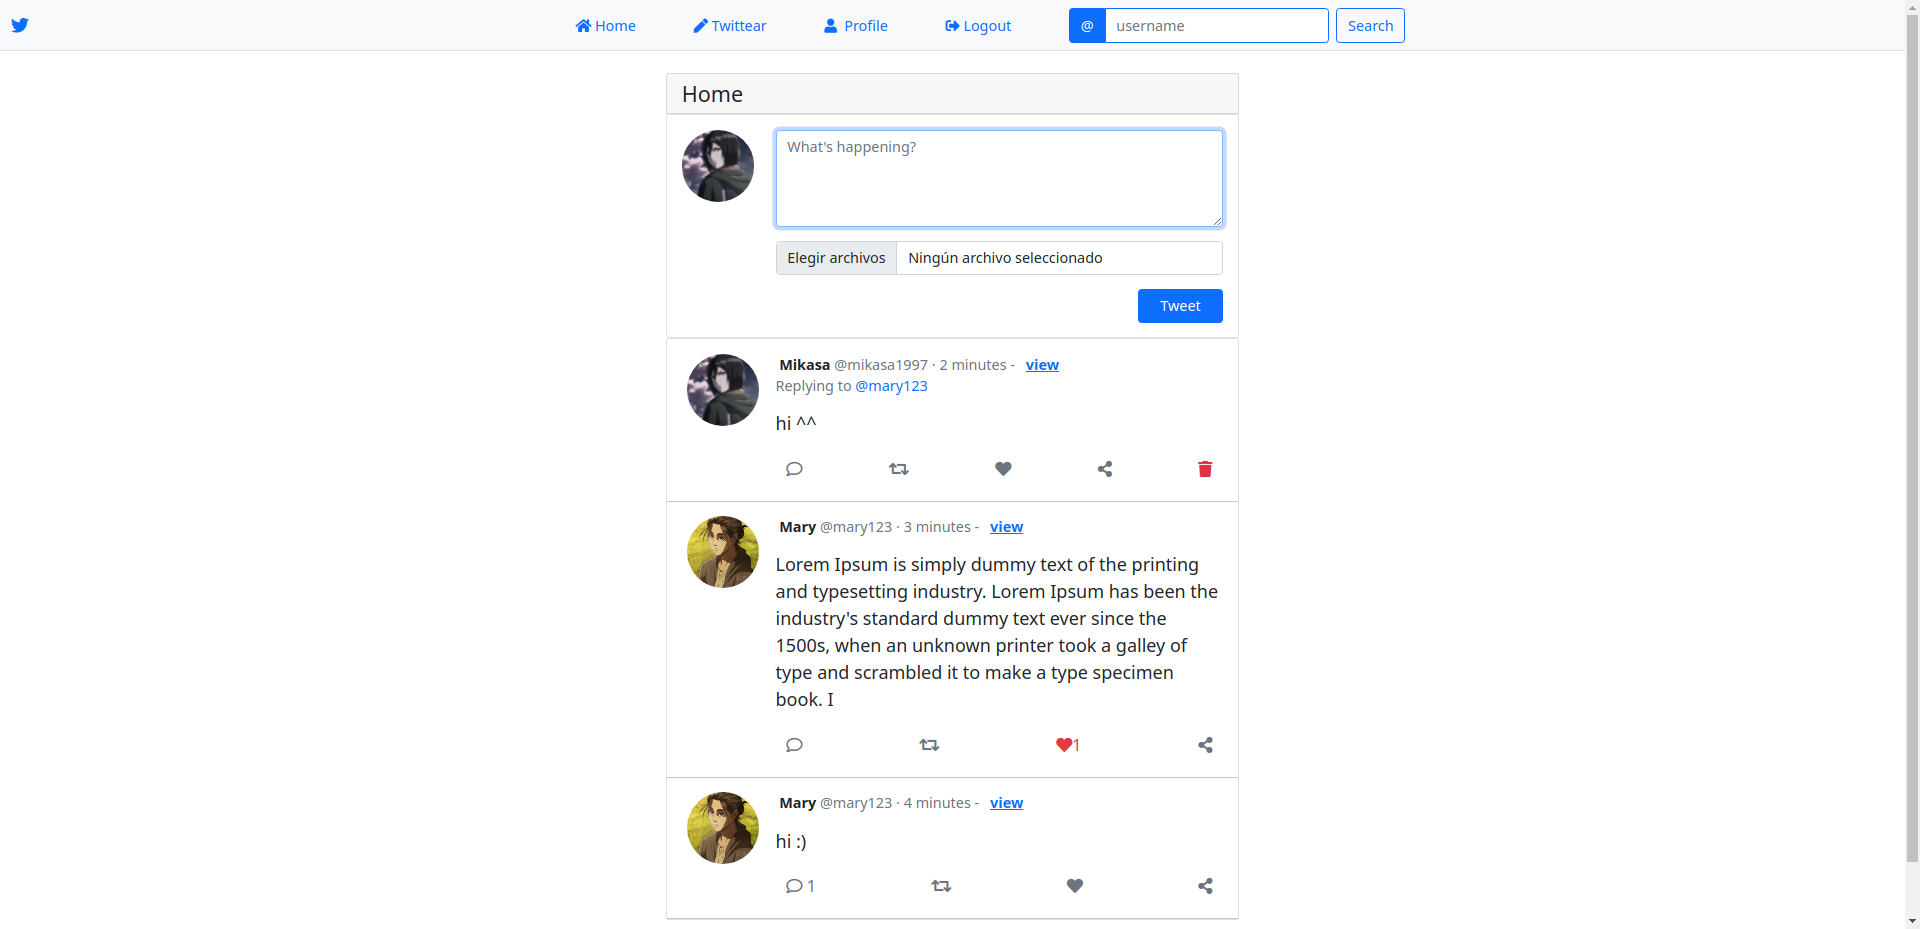 Home Twittear Profile Logout @ username Search
Home
What's happening?
Elegir archivos Ningún archivo seleccionado
Tweet
Mikasa @mikasa1997 · 2 minutes - view
Replying to @mary123
hi ^^
Mary @mary123 · 3 minutes - view
Lorem Ipsum is simply dummy text of the printing
and typesetting industry. Lorem Ipsum has been the
industry's standard dummy text ever since the
1500s, when an unknown printer took a galley of
type and scrambled it to make a type specimen
book. I
1
Mary @mary123 · 4 minutes - view
hi :)
1